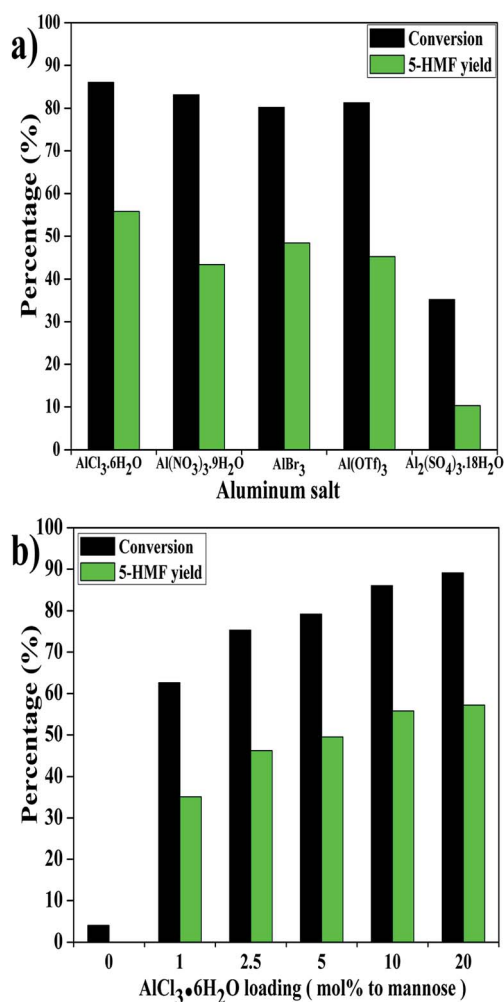 a)
Conversion
5-HMF yield
100
90
80
70
60
50
40
30
20
10
0
Percentage (%)
AlCl3.6H2O Al(NO3)3.9H2O AlBr3 Al(OTf)3 Al2(SO4)3.18H2O
Aluminum salt
b)
Conversion
5-HMF yield
100
90
80
70
60
50
40
30
20
10
0
Percentage (%)
0 1 2.5 5 10 20
AlCl3•6H2O loading ( mol% to mannose )